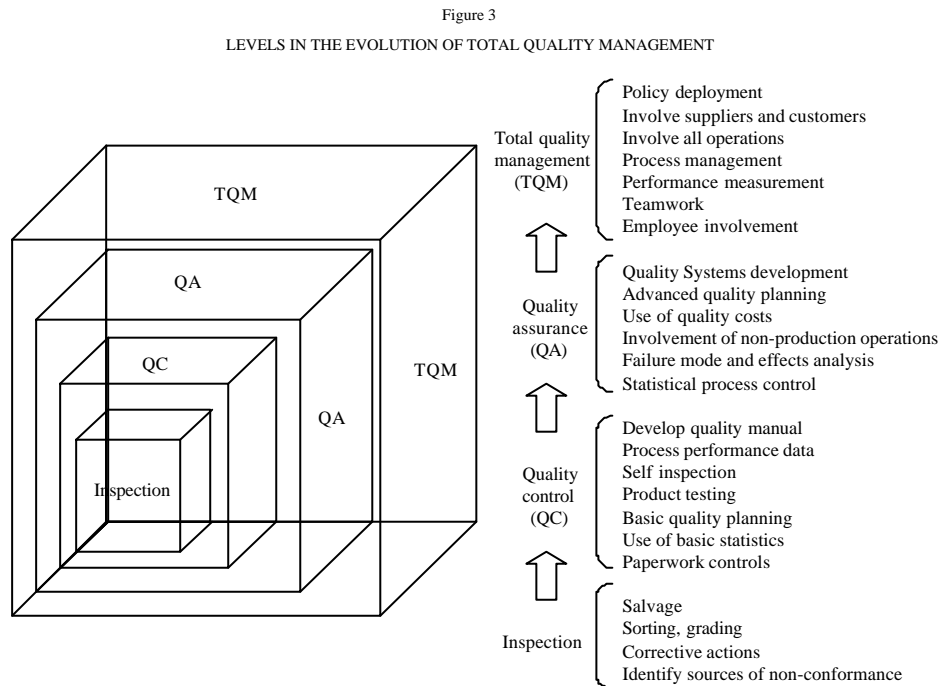 Figure 3
LEVELS IN THE EVOLUTION OF TOTAL QUALITY MANAGEMENT
TQM
QA
QC
TQM
QA
Inspection
Total quality
management
(TQM)
Policy deployment
Involve suppliers and customers
Involve all operations
Process management
Performance measurement
Teamwork
Employee involvement
Quality
assurance
(QA)
Quality Systems development
Advanced quality planning
Use of quality costs
Involvement of non-production operations
Failure mode and effects analysis
Statistical process control
Quality
control
(QC)
Develop quality manual
Process performance data
Self inspection
Product testing
Basic quality planning
Use of basic statistics
Paperwork controls
Inspection
Salvage
Sorting, grading
Corrective actions
Identify sources of non-conformance